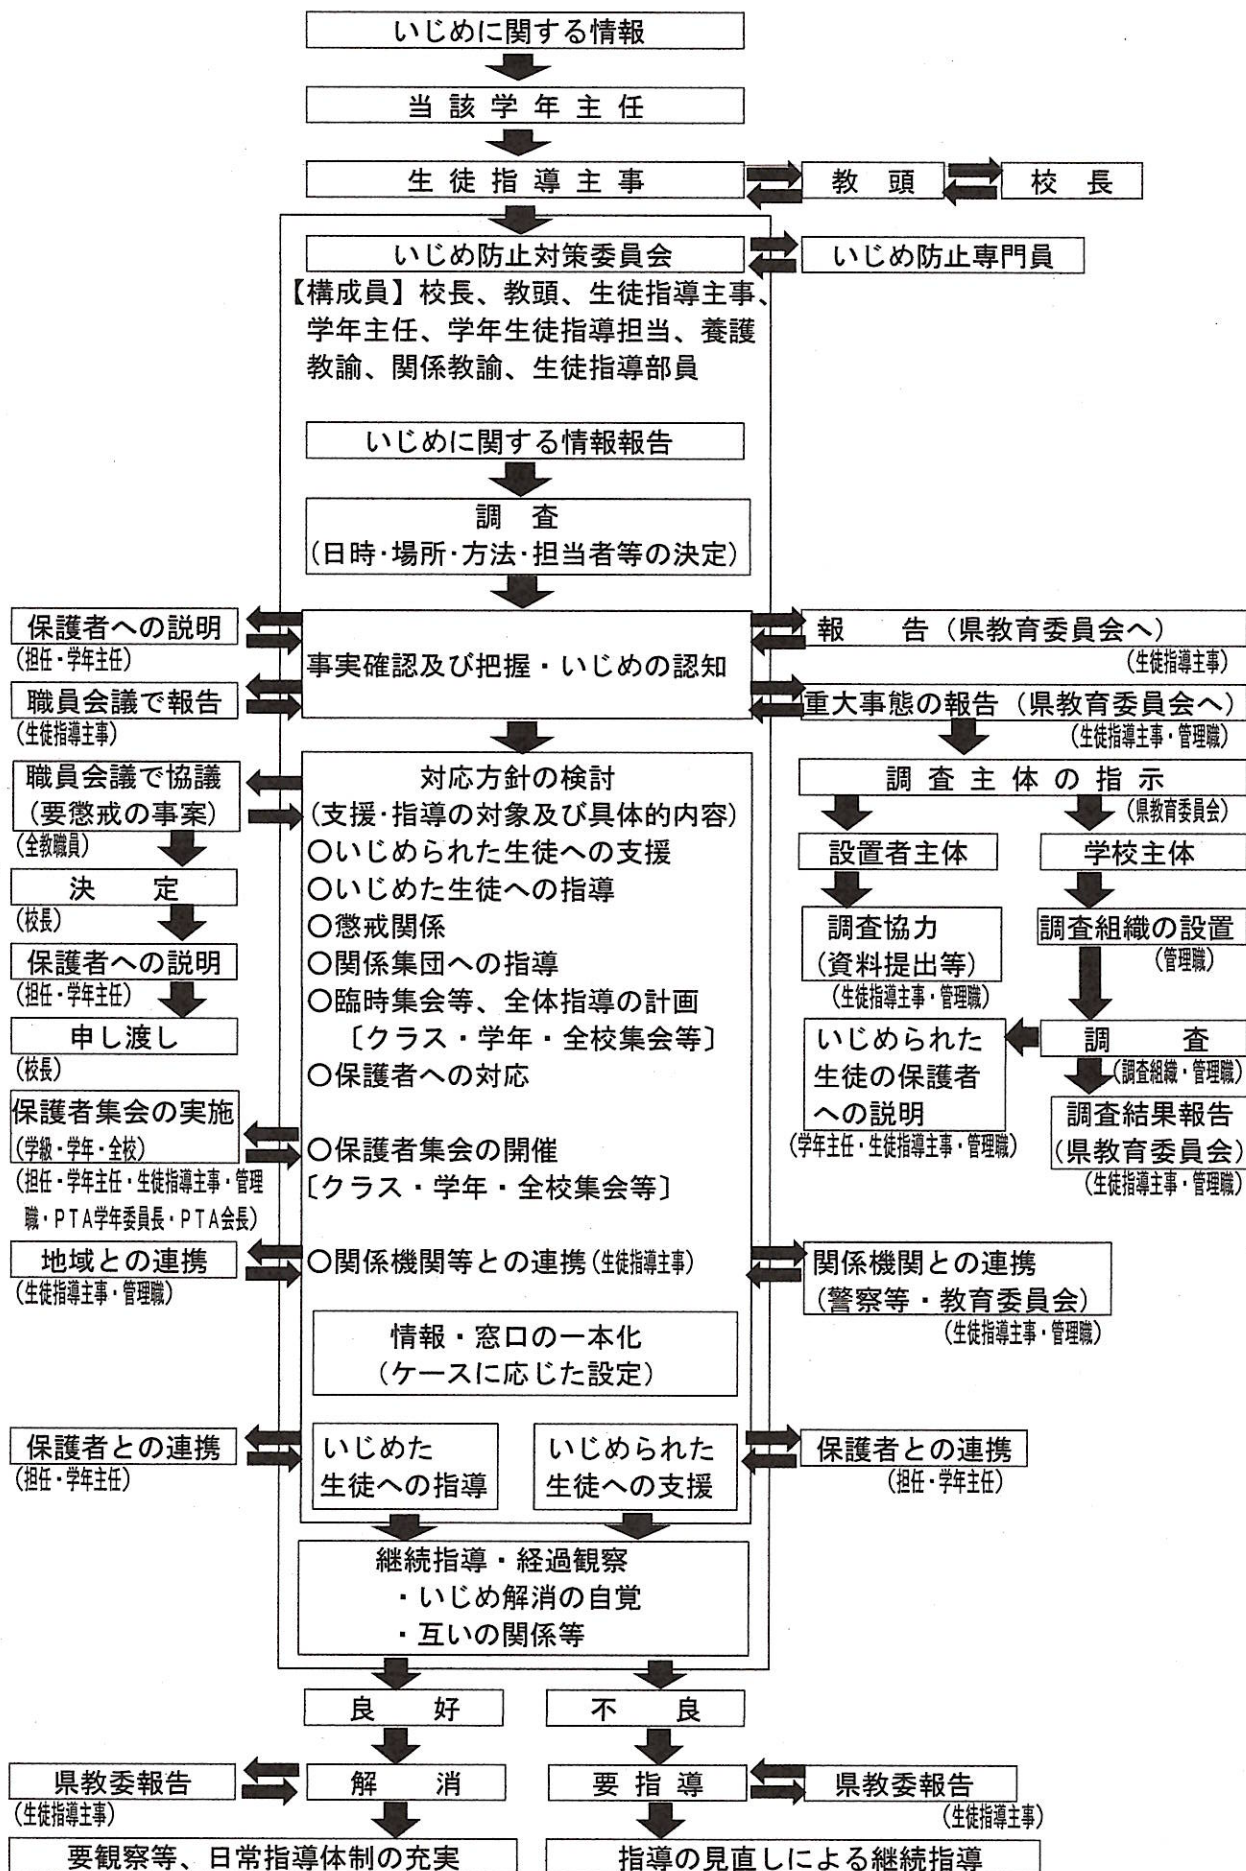 いじめに関する情報
当該学年主任
生徒指導主事
教頭
校長
いじめ防止対策委員会
いじめ防止専門員
【構成員】校長、教頭、生徒指導主事、
学年主任、学年生徒指導担当、養護
教諭、関係教諭、生徒指導部員
いじめに関する情報報告
調 査
(日時・場所・方法・担当者等の決定)
事実確認及び把握・いじめの認知
保護者への説明
(担任・学年主任)
職員会議で報告
(生徒指導主事)
報 告(県教育委員会へ)
(生徒指導主事)
重大事態の報告(県教育委員会へ)
(生徒指導主事・管理職)
調査主体の指示
(県教育委員会)
設置者主体
学校主体
調査協力
(資料提出等)
(生徒指導主事・管理職)
調査組織の設置
(管理職)
調 査
(調査組織・管理職)
いじめられた
生徒の保護者
への説明
(学年主任・生徒指導主事・管理職)
調査結果報告
(県教育委員会)
(生徒指導主事・管理職)
職員会議で協議
(要懲戒の事案)
(全教職員)
決 定
(校長)
保護者への説明
(担任・学年主任)
申し渡し
(校長)
対応方針の検討
(支援・指導の対象及び具体的内容)
○いじめられた生徒への支援
○いじめた生徒への指導
○懲戒関係
○関係集団への指導
○臨時集会等、全体指導の計画
〔クラス・学年・全校集会等〕
○保護者への対応
○保護者集会の開催
〔クラス・学年・全校集会等〕
○関係機関等との連携(生徒指導主事)
保護者集会の実施
(学級・学年・全校)
(担任・学年主任・生徒指導主事・管理
職・PTA学年委員長・PTA会長)
地域との連携
(生徒指導主事・管理職)
関係機関との連携
(警察等・教育委員会)
(生徒指導主事・管理職)
情報・窓口の一本化
(ケースに応じた設定)
保護者との連携
(担任・学年主任)
いじめた
生徒への指導
いじめられた
生徒への支援
保護者との連携
(担任・学年主任)
継続指導・経過観察
・いじめ解消の自覚
・互いの関係等
良 好
不 良
県教委報告
(生徒指導主事)
解 消
要指導
県教委報告
(生徒指導主事)
要観察等、日常指導体制の充実
指導の見直しによる継続指導